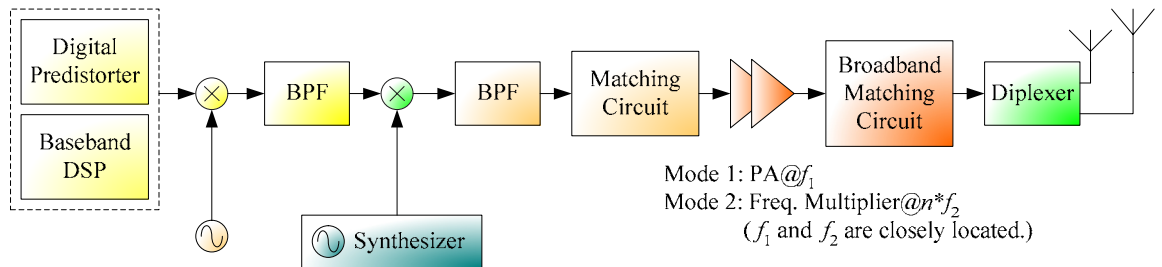 Digital
Predistorter
Baseband
DSP
BPF
BPF
Matching
Circuit
Broadband
Matching
Circuit
Diplexer
Synthesizer
Mode 1: PA@f₁
Mode 2: Freq. Multiplier@n*f₂
( f₁ and f₂ are closely located.)